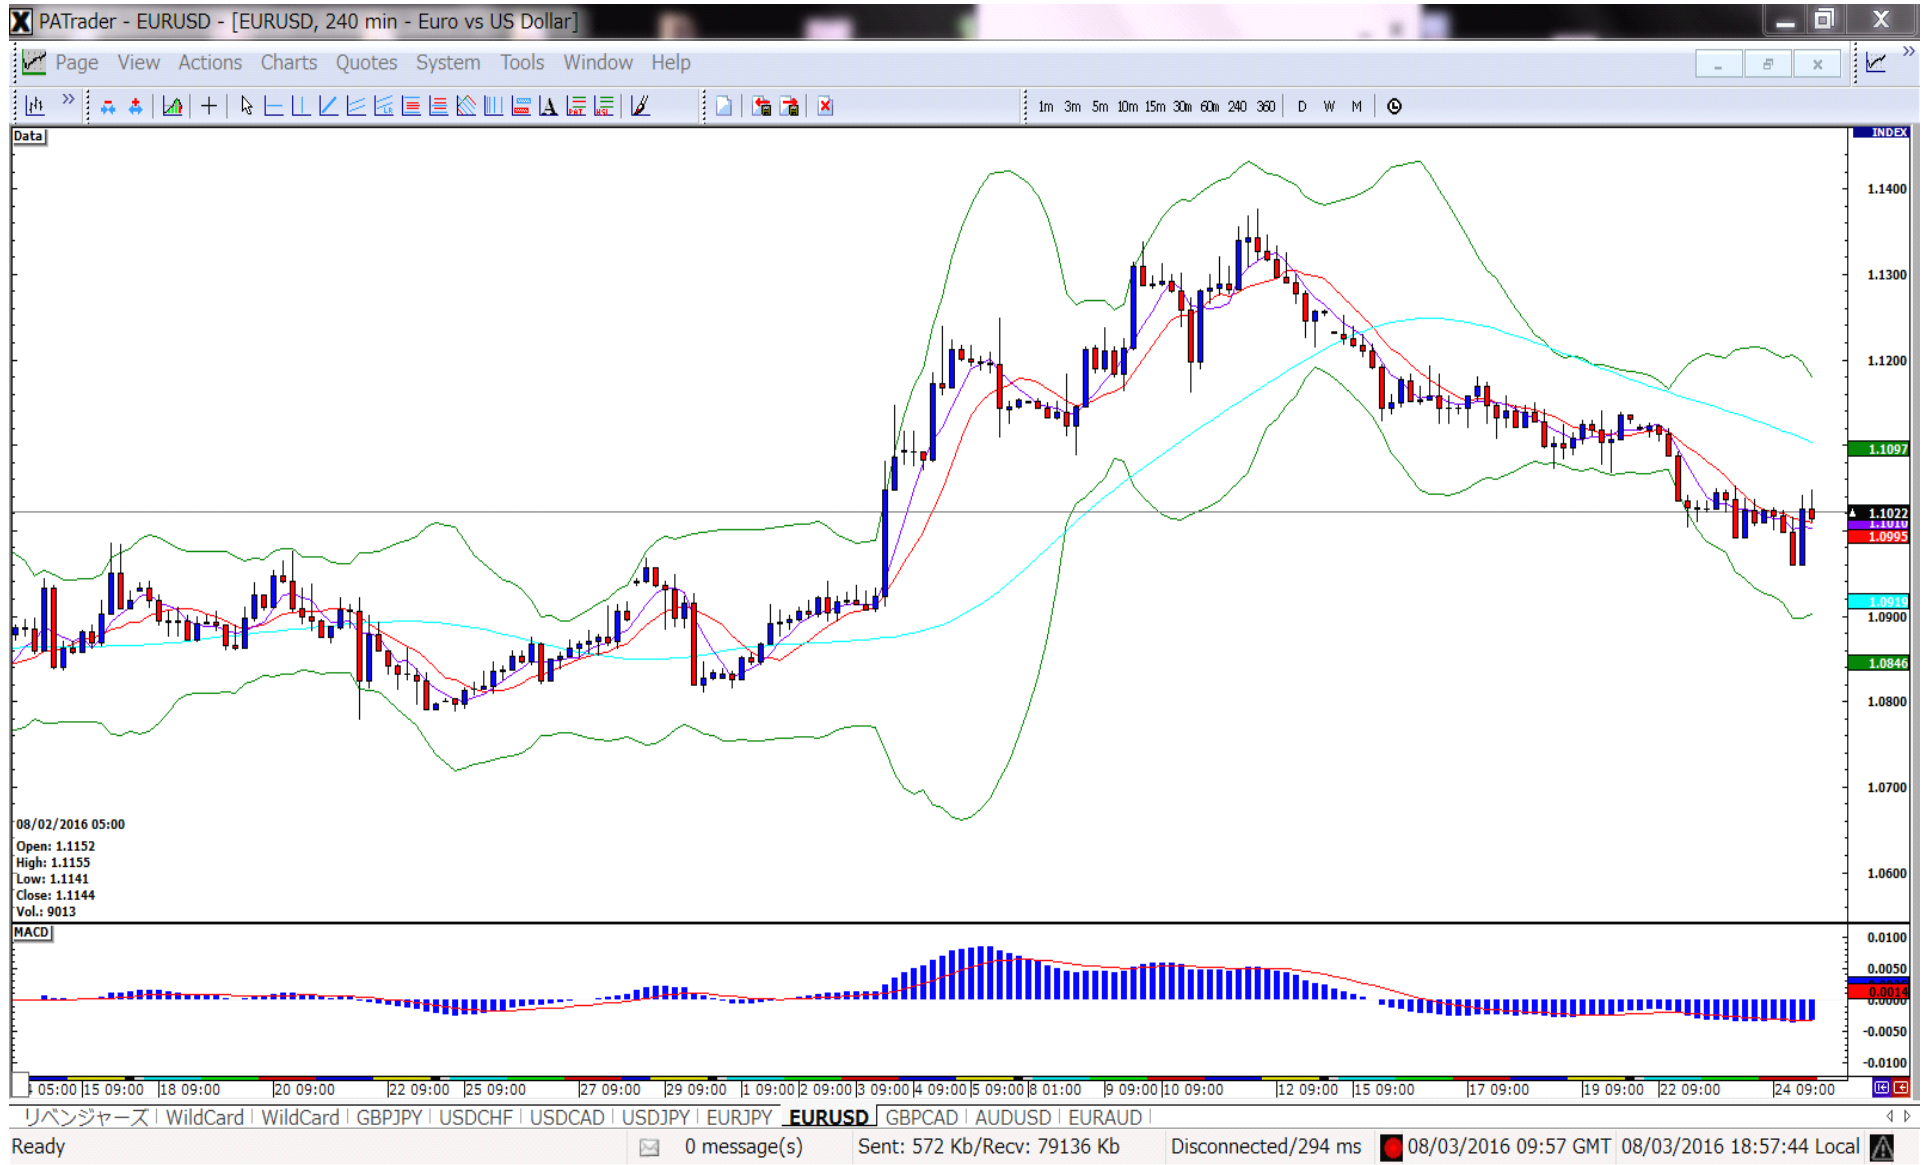 PATrader - EURUSD - [EURUSD, 240 min - Euro vs US Dollar]
Page View Actions Charts Quotes System Tools Window Help
1m 3m 5m 10m 15m 30m 60m 240 360 D W M
Data
INDEX
1.1400
1.1300
1.1200
1.1097
1.1022
1.1010
1.0995
1.0919
1.0900
1.0846
1.0800
1.0700
1.0600
08/02/2016 05:00
Open: 1.1152
High: 1.1155
Low: 1.1141
Close: 1.1144
Vol.: 9013
MACD
0.0100
0.0050
0.0014
0.0000
-0.0050
-0.0100
05:00 15 09:00 18 09:00 20 09:00 22 09:00 25 09:00 27 09:00 29 09:00 1 09:00 2 09:00 3 09:00 4 09:00 5 09:00 8 01:00 9 09:00 10 09:00 12 09:00 15 09:00 17 09:00 19 09:00 22 09:00 24 09:00
リベンジャーズ WildCard WildCard GBPJPY USDCHF USDCAD USDJPY EURJPY EURUSD GBPCAD AUDUSD EURAUD
Ready 0 message(s) Sent: 572 Kb/Recv: 79136 Kb Disconnected/294 ms 08/03/2016 09:57 GMT 08/03/2016 18:57:44 Local